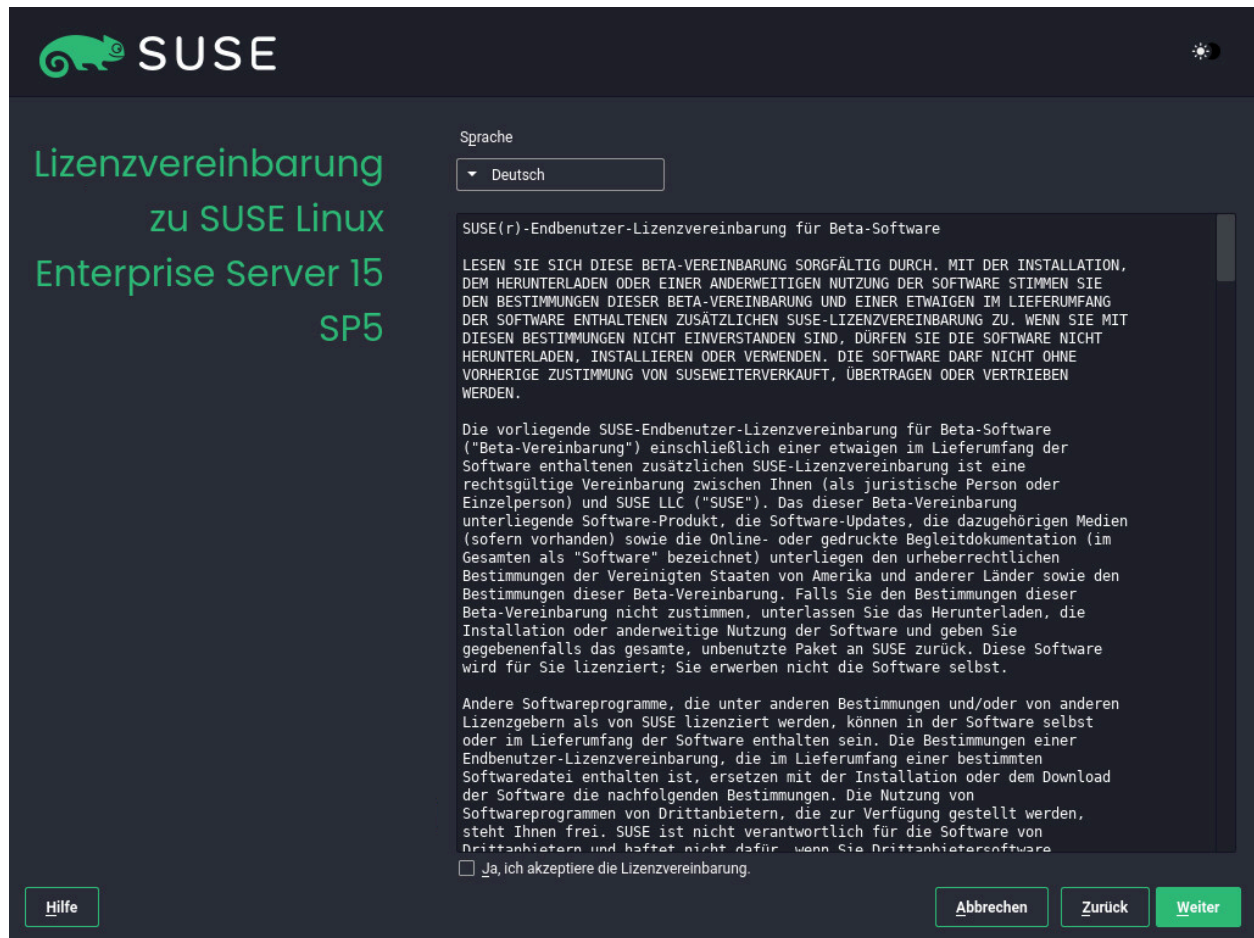 SUSE
Lizenzvereinbarung
zu SUSE Linux
Enterprise Server 15
SP5
Sprache
Deutsch
SUSE(r)-Endbenutzer-Lizenzvereinbarung für Beta-Software
LESEN SIE SICH DIESE BETA-VEREINBARUNG SORGFÄLTIG DURCH. MIT DER INSTALLATION,
DEM HERUNTERLADEN ODER EINER ANDERWEITIGEN NUTZUNG DER SOFTWARE STIMMEN SIE
DEN BESTIMMUNGEN DIESER BETA-VEREINBARUNG UND EINER ETWAIGEN IM LIEFERUMFANG
DER SOFTWARE ENTHALTENEN ZUSÄTZLICHEN SUSE-LIZENZVEREINBARUNG ZU. WENN SIE MIT
DIESEN BESTIMMUNGEN NICHT EINVERSTANDEN SIND, DÜRFEN SIE DIE SOFTWARE NICHT
HERUNTERLADEN, INSTALLIEREN ODER VERWENDEN. DIE SOFTWARE DARF NICHT OHNE
VORHERIGE ZUSTIMMUNG VON SUSEWEITERVERKAUFT, ÜBERTRAGEN ODER VERTRIEBEN
WERDEN.
Die vorliegende SUSE-Endbenutzer-Lizenzvereinbarung für Beta-Software
("Beta-Vereinbarung") einschließlich einer etwaigen im Lieferumfang der
Software enthaltenen zusätzlichen SUSE-Lizenzvereinbarung ist eine
rechtsgültige Vereinbarung zwischen Ihnen (als juristische Person oder
Einzelperson) und SUSE LLC ("SUSE"). Das dieser Beta-Vereinbarung
unterliegende Software-Produkt, die Software-Updates, die dazugehörigen Medien
(sofern vorhanden) sowie die Online- oder gedruckte Begleitdokumentation (im
Gesamten als "Software" bezeichnet) unterliegen den urheberrechtlichen
Bestimmungen der Vereinigten Staaten von Amerika und anderer Länder sowie den
Bestimmungen dieser Beta-Vereinbarung. Falls Sie den Bestimmungen dieser
Beta-Vereinbarung nicht zustimmen, unterlassen Sie das Herunterladen, die
Installation oder anderweitige Nutzung der Software und geben Sie
gegebenenfalls das gesamte, unbenutzte Paket an SUSE zurück. Diese Software
wird für Sie lizenziert; Sie erwerben nicht die Software selbst.
Andere Softwareprogramme, die unter anderen Bestimmungen und/oder von anderen
Lizenzgebern als von SUSE lizenziert werden, können in der Software selbst
oder im Lieferumfang der Software enthalten sein. Die Bestimmungen einer
Endbenutzer-Lizenzvereinbarung, die im Lieferumfang einer bestimmten
Softwaredatei enthalten ist, ersetzen mit der Installation oder dem Download
der Software die nachfolgenden Bestimmungen. Die Nutzung von
Softwareprogrammen von Drittanbietern, die zur Verfügung gestellt werden,
steht Ihnen frei. SUSE ist nicht verantwortlich für die Software von
Drittanbietern und haftet nicht dafür, wenn Sie Drittanbietersoftware
Ja, ich akzeptiere die Lizenzvereinbarung.
Hilfe
Abbrechen
Zurück
Weiter